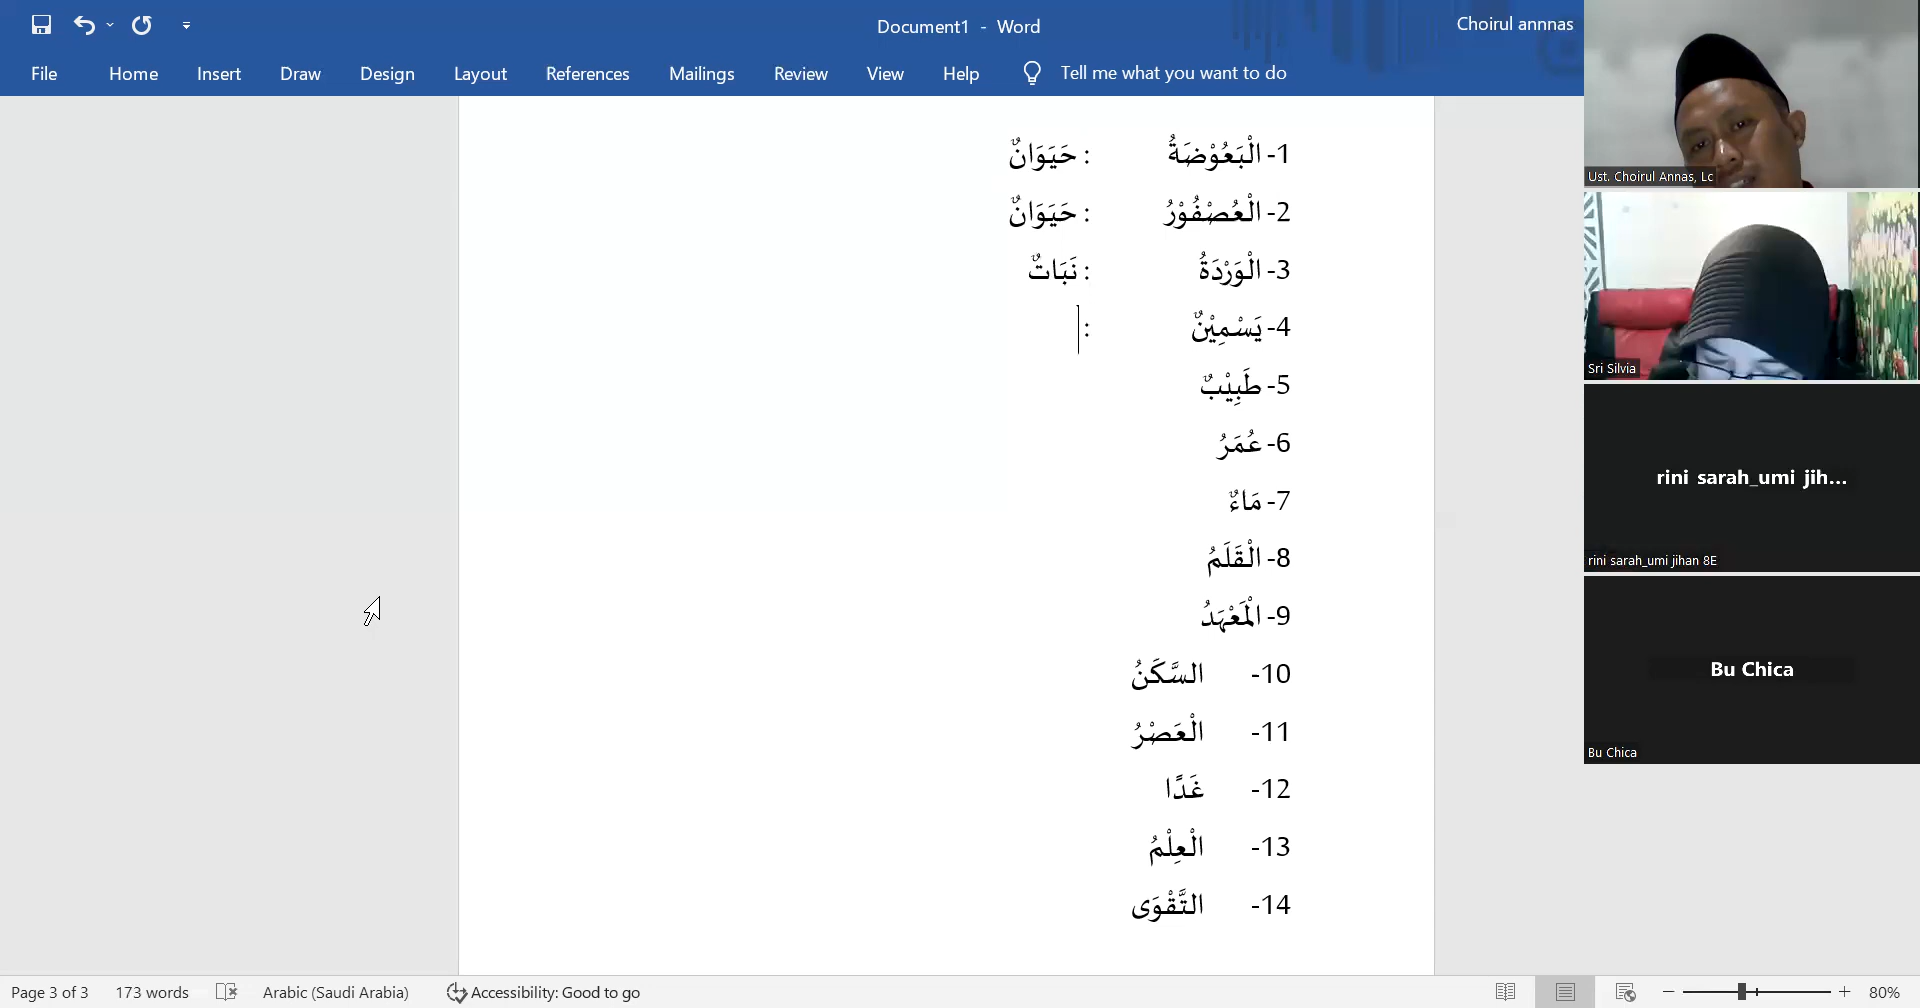 Document1 - Word
Choirul annnas
File Home Insert Draw Design Layout References Mailings Review View Help Tell me what you want to do
1- الْبَعُوْضَةُ : حَيَوَانٌ
2- الْعُصْفُوْرُ : حَيَوَانٌ
3- الْوَرْدَةُ : نَبَاتٌ
4- يَسْمِيْنٌ :
5- طَبِيْبٌ
6- عُمَرُ
7- مَاءٌ
8- الْقَلَمُ
9- الْمَعْهَدُ
10- السَّكَنُ
11- الْعَصْرُ
12- غَدًا
13- الْعِلْمُ
14- التَّقْوَى
Ust. Choirul Annas, Lc
Sri Silvia
rini sarah_umi jih...
rini sarah_umi jihan 8E
Bu Chica
Bu Chica
Page 3 of 3 173 words Arabic (Saudi Arabia) Accessibility: Good to go 80%